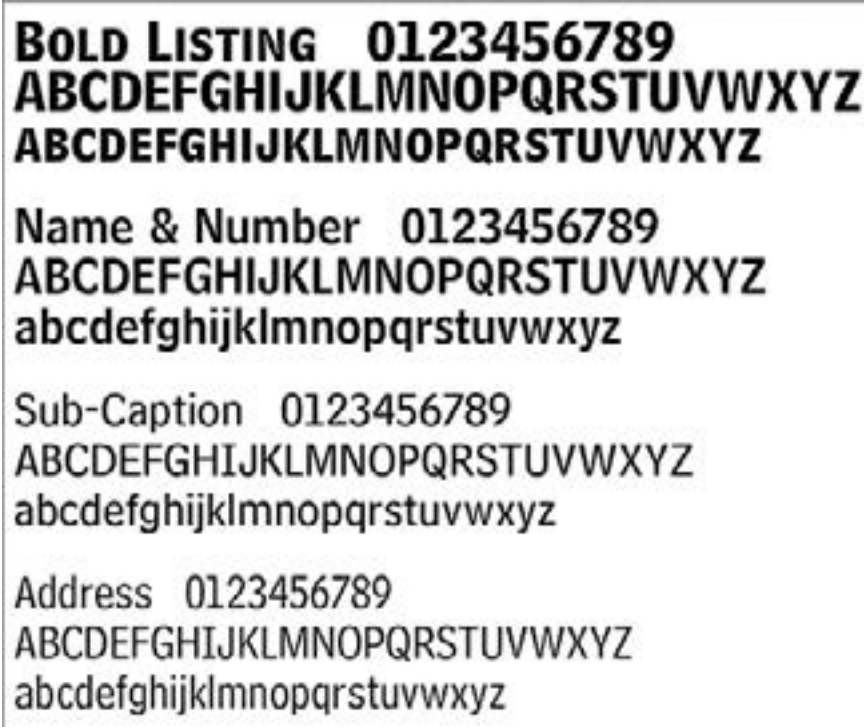 BOLD LISTING 0123456789
ABCDEFGHIJKLMNOPQRSTUVWXYZ
ABCDEFGHIJKLMNOPQRSTUVWXYZ
Name & Number 0123456789
ABCDEFGHIJKLMNOPQRSTUVWXYZ
abcdefghijklmnopqrstuvwxyz
Sub-Caption 0123456789
ABCDEFGHIJKLMNOPQRSTUVWXYZ
abcdefghijklmnopqrstuvwxyz
Address 0123456789
ABCDEFGHIJKLMNOPQRSTUVWXYZ
abcdefghijklmnopqrstuvwxyz